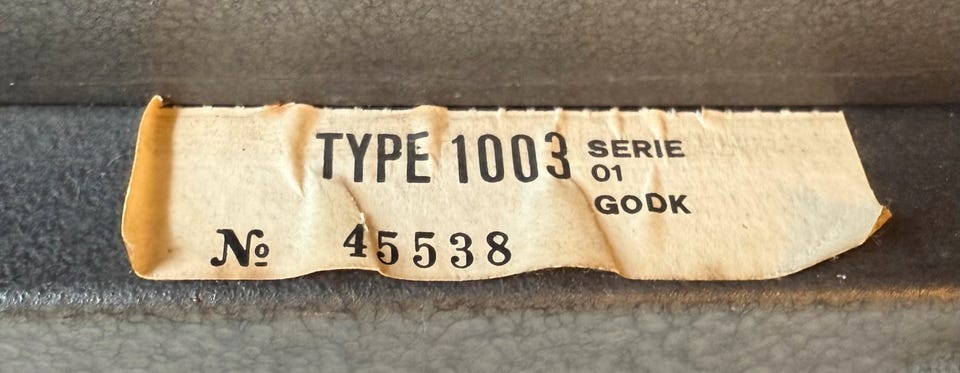 TYPE 1003 SERIE
01
GODK
№ 45538